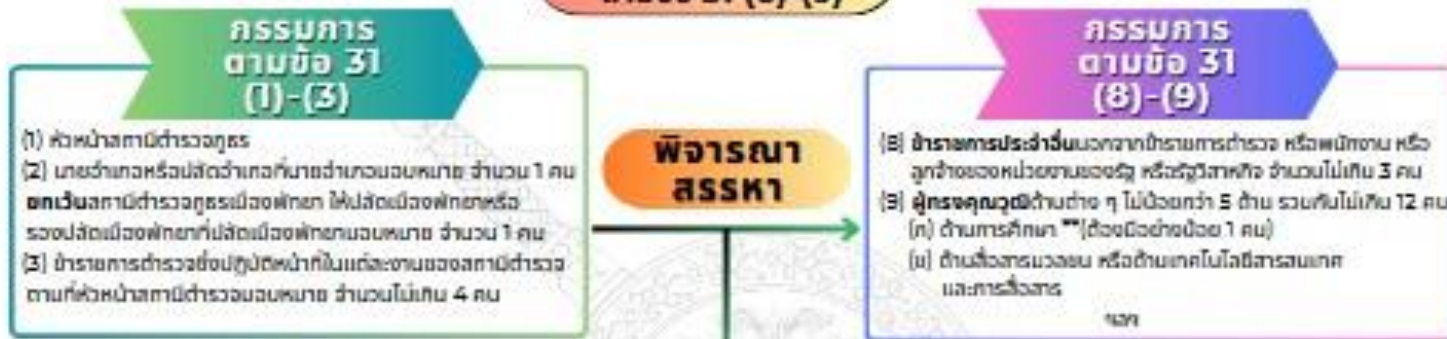 กรรมการ
ตามข้อ 31
(1)-(3)
(1) หัวหน้าสถานีตำรวจภูธร
(2) นายอำเภอหรือปลัดอำเภอที่นายอำเภอมอบหมาย จำนวน 1 คน
ยกเว้นสถานีตำรวจภูธรเมืองพัทยา ให้ปลัดเมืองพัทยาหรือ
รองปลัดเมืองพัทยาที่ปลัดเมืองพัทยามอบหมาย จำนวน 1 คน
(3) ข้าราชการตำรวจซึ่งปฏิบัติหน้าที่ในแต่ละงานของสถานีตำรวจ
ตามที่หัวหน้าสถานีตำรวจมอบหมาย จำนวนไม่เกิน 4 คน
พิจารณา
สรรหา
กรรมการ
ตามข้อ 31
(8)-(9)
(8) ข้าราชการประจำอื่นนอกจากข้าราชการตำรวจ หรือพนักงาน หรือ
ลูกจ้างของหน่วยงานของรัฐ หรือรัฐวิสาหกิจ จำนวนไม่เกิน 3 คน
(9) ผู้ทรงคุณวุฒิด้านต่าง ๆ ไม่น้อยกว่า 5 ด้าน รวมกันไม่เกิน 12 คน
(ก) ด้านการศึกษา **(ต้องมีอย่างน้อย 1 คน)
(ข) ด้านสื่อสารมวลชน หรือด้านเทคโนโลยีสารสนเทศ
และการสื่อสาร
ฯลฯ